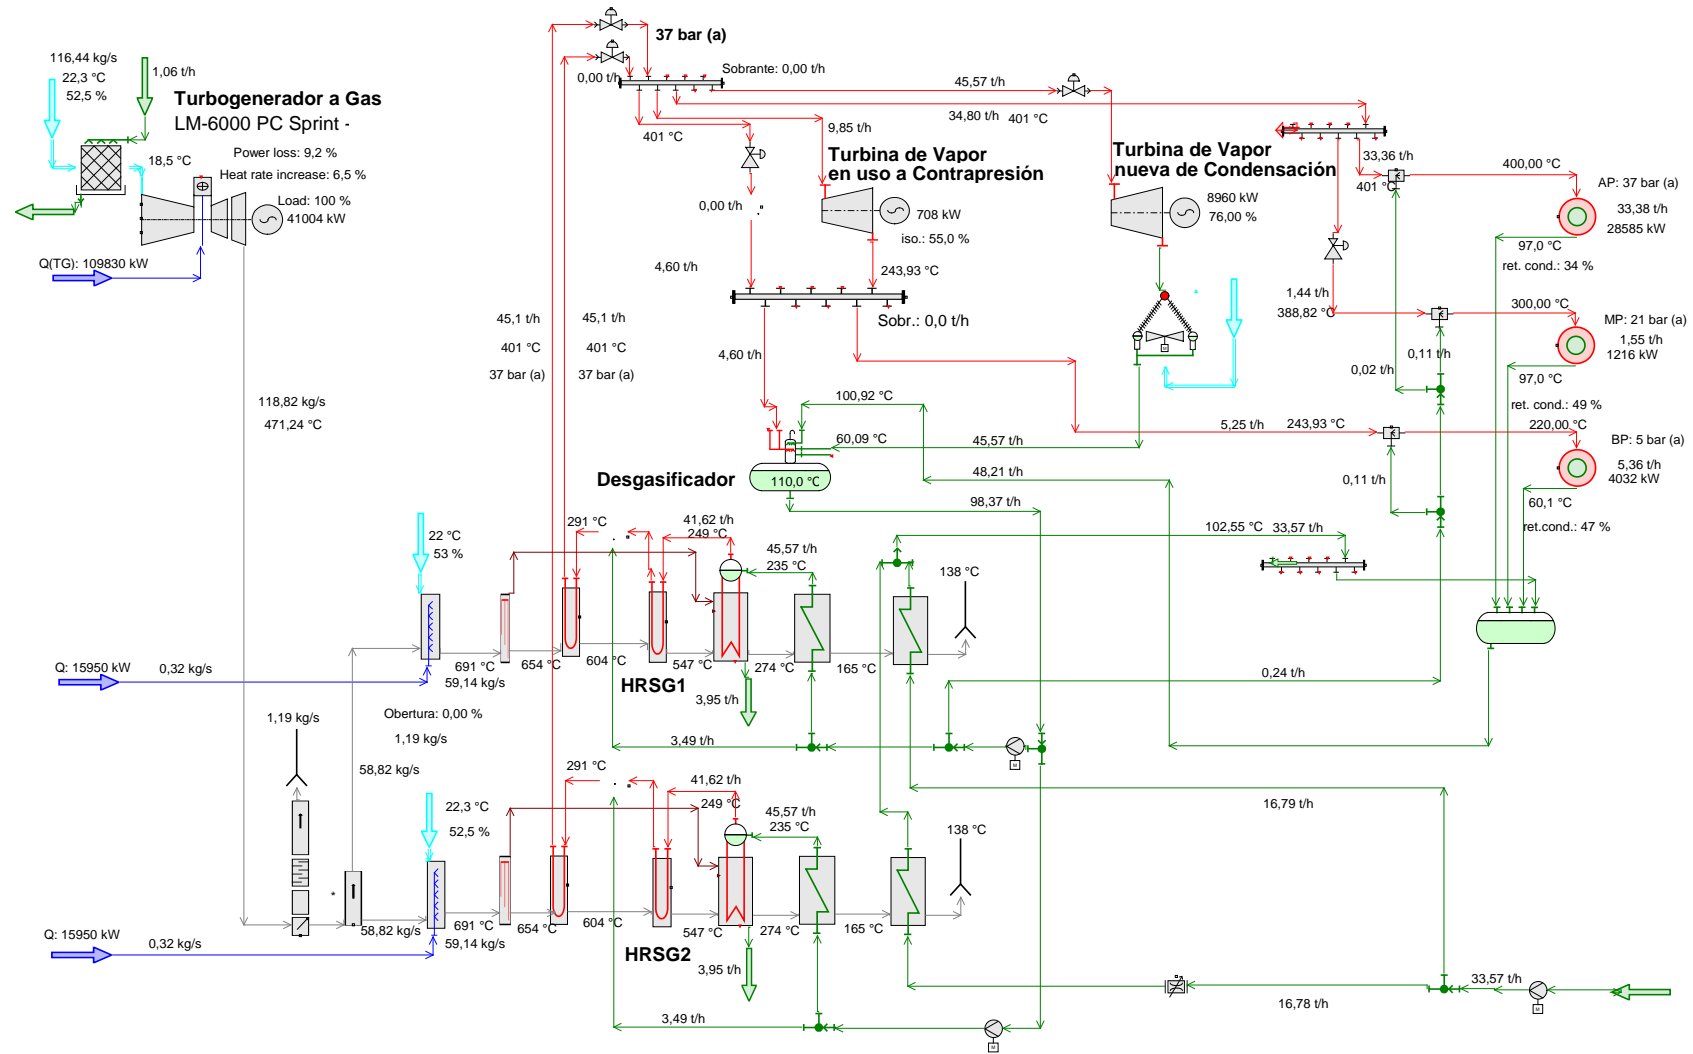 37 bar (a)
116,44 kg/s
22,3 °C
52,5 %
1,06 t/h
Turbogenerador a Gas
LM-6000 PC Sprint -
Power loss: 9,2 %
Heat rate increase: 6,5 %
18,5 °C
Load: 100 %
41004 kW
Q(TG): 109830 kW
0,00 t/h
Sobrante: 0,00 t/h
401 °C
9,85 t/h
45,57 t/h
34,80 t/h
401 °C
Turbina de Vapor
en uso a Contrapresión
Turbina de Vapor
nueva de Condensación
0,00 t/h
708 kW
iso.: 55,0 %
8960 kW
76,00 %
33,36 t/h
401 °C
400,00 °C
AP: 37 bar (a)
33,38 t/h
28585 kW
97,0 °C
ret. cond.: 34 %
4,60 t/h
243,93 °C
Sobr.: 0,0 t/h
1,44 t/h
388,82 °C
300,00 °C
MP: 21 bar (a)
1,55 t/h
1216 kW
97,0 °C
ret. cond.: 49 %
0,11 t/h
0,02 t/h
45,1 t/h
401 °C
37 bar (a)
45,1 t/h
401 °C
37 bar (a)
4,60 t/h
118,82 kg/s
471,24 °C
100,92 °C
60,09 °C
45,57 t/h
5,25 t/h
243,93 °C
220,00 °C
BP: 5 bar (a)
5,36 t/h
4032 kW
60,1 °C
ret.cond.: 47 %
0,11 t/h
Desgasificador
110,0 °C
48,21 t/h
98,37 t/h
22 °C
53 %
291 °C
41,62 t/h
249 °C
45,57 t/h
235 °C
102,55 °C
33,57 t/h
138 °C
Q: 15950 kW
0,32 kg/s
691 °C
59,14 kg/s
654 °C
604 °C
547 °C
274 °C
165 °C
HRSG1
3,95 t/h
0,24 t/h
1,19 kg/s
Obertura: 0,00 %
1,19 kg/s
3,49 t/h
58,82 kg/s
291 °C
41,62 t/h
249 °C
45,57 t/h
235 °C
22,3 °C
52,5 %
138 °C
16,79 t/h
*
Q: 15950 kW
0,32 kg/s
58,82 kg/s
691 °C
59,14 kg/s
654 °C
604 °C
547 °C
274 °C
165 °C
HRSG2
3,95 t/h
33,57 t/h
16,78 t/h
3,49 t/h
M
M
M
M